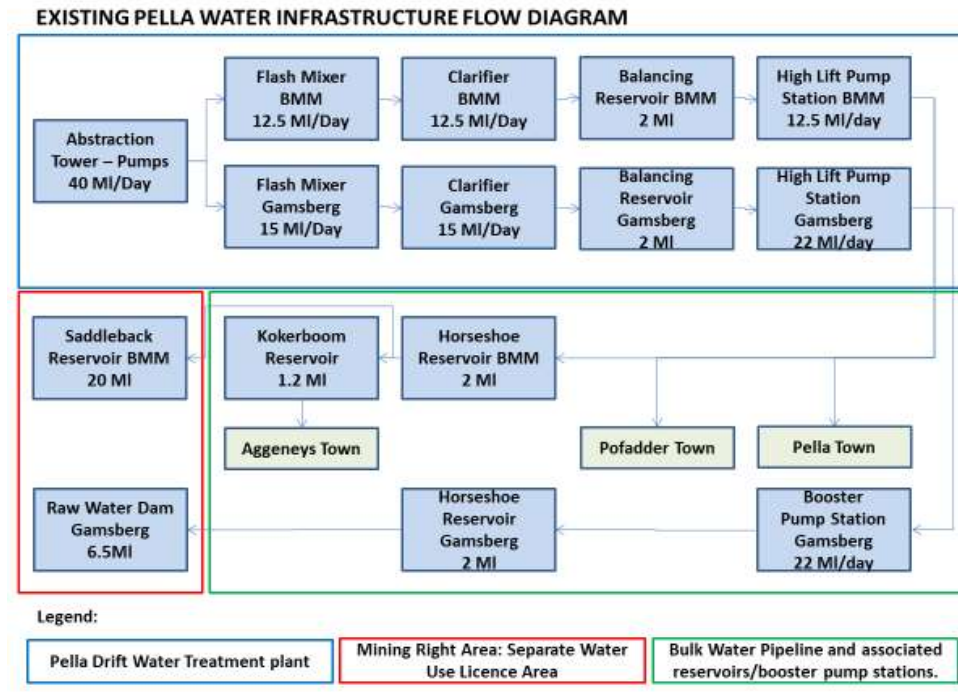 EXISTING PELLA WATER INFRASTRUCTURE FLOW DIAGRAM
Abstraction
Tower – Pumps
40 Ml/Day
Flash Mixer
BMM
12.5 Ml/Day
Clarifier
BMM
12.5 Ml/Day
Balancing
Reservoir BMM
2 Ml
High Lift Pump
Station BMM
12.5 Ml/day
Flash Mixer
Gamsberg
15 Ml/Day
Clarifier
Gamsberg
15 Ml/Day
Balancing
Reservoir
Gamsberg
2 Ml
High Lift Pump
Station
Gamsberg
22 Ml/day
Saddleback
Reservoir BMM
20 Ml
Kokerboom
Reservoir
1.2 Ml
Horseshoe
Reservoir BMM
2 Ml
Aggeneys Town
Pofadder Town
Pella Town
Raw Water Dam
Gamsberg
6.5Ml
Horseshoe
Reservoir
Gamsberg
2 Ml
Booster
Pump Station
Gamsberg
22 Ml/day
Legend:
Pella Drift Water Treatment plant
Mining Right Area: Separate Water
Use Licence Area
Bulk Water Pipeline and associated
reservoirs/booster pump stations.